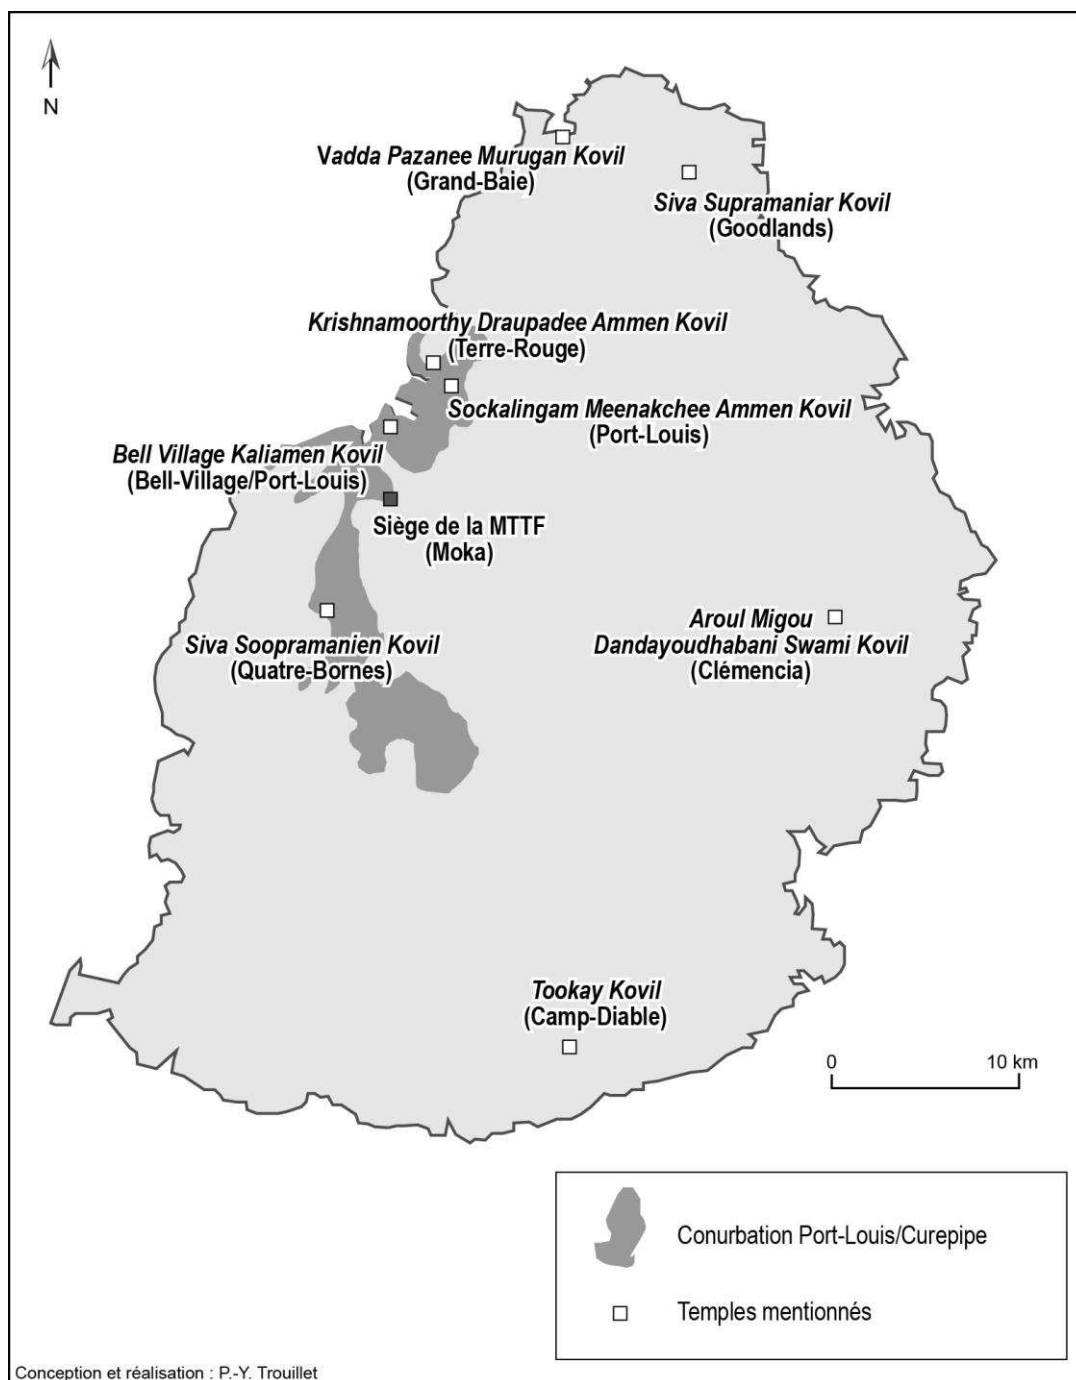 N
Vadda Pazanee Murugan Kovil
(Grand-Baie)
Siva Supramaniar Kovil
(Goodlands)
Krishnamoorthy Draupadee Ammen Kovil
(Terre-Rouge)
Sockalingam Meenakchee Ammen Kovil
(Port-Louis)
Bell Village Kaliamen Kovil
(Bell-Village/Port-Louis)
Siège de la MTTF
(Moka)
Siva Soopramanien Kovil
(Quatre-Bornes)
Aroul Migou
Dandayoudhabani Swami Kovil
(Clémencia)
Tookay Kovil
(Camp-Diable)
0 10 km
Conurbation Port-Louis/Curepipe
Temples mentionnés
Conception et réalisation : P.-Y. Trouillet